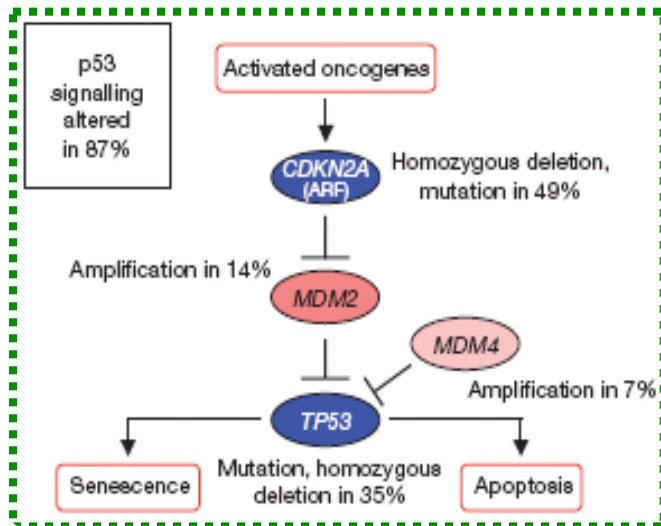 p53
signalling
altered
in 87%
Activated oncogenes
CDKN2A
(ARF)
Homozygous deletion,
mutation in 49%
Amplification in 14%
MDM2
MDM4
Amplification in 7%
TP53
Senescence
Mutation, homozygous
deletion in 35%
Apoptosis